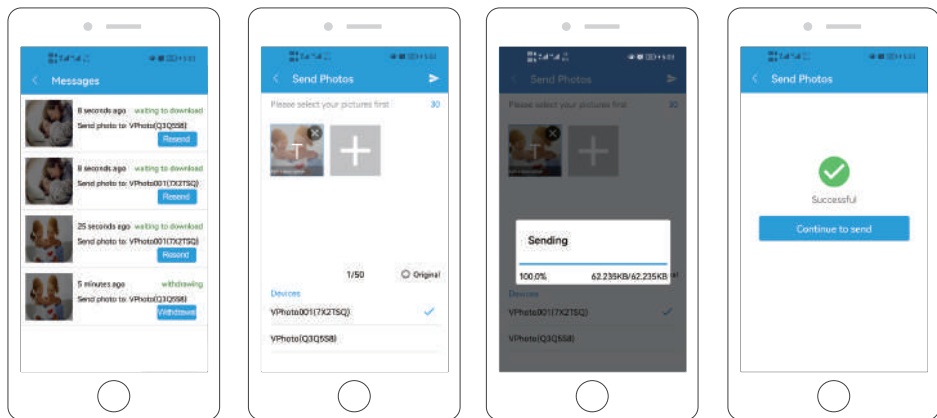 Messages
8 seconds ago waiting to download
Send photo to: VPhoto(Q3Q5S8)
Resend
8 seconds ago waiting to download
Send photo to: VPhoto001(7X2TSQ)
Resend
25 seconds ago waiting to download
Send photo to: VPhoto001(7X2TSQ)
Resend
5 minutes ago withdrawing
Send photo to: VPhoto(Q3Q5S8)
Withdrawal
Send Photos
Please select your pictures first 30
T
1/50 Original
Devices
VPhoto001(7X2TSQ)
VPhoto(Q3Q5S8)
Send Photos
Please select your pictures first 30
T
Sending
100.0% 62.235KB/62.235KB
Devices
VPhoto001(7X2TSQ)
VPhoto(Q3Q5S8)
Send Photos
Successful
Continue to send